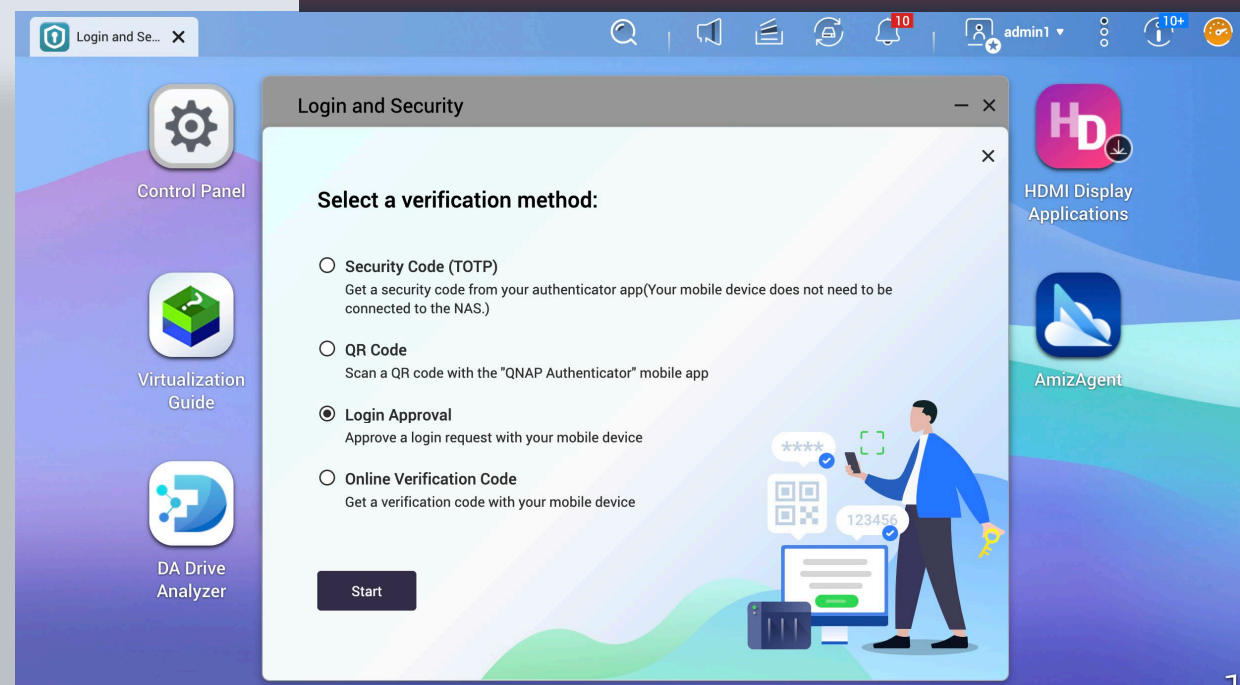 Login and Se...
10
admin1
10+
Login and Security
Control Panel
HD
HDMI Display
Applications
Select a verification method:
Security Code (TOTP)
Get a security code from your authenticator app(Your mobile device does not need to be
connected to the NAS.)
QR Code
Scan a QR code with the "QNAP Authenticator" mobile app
Virtualization
Guide
AmizAgent
Login Approval
Approve a login request with your mobile device
****
Online Verification Code
Get a verification code with your mobile device
123456
DA Drive
Analyzer
Start